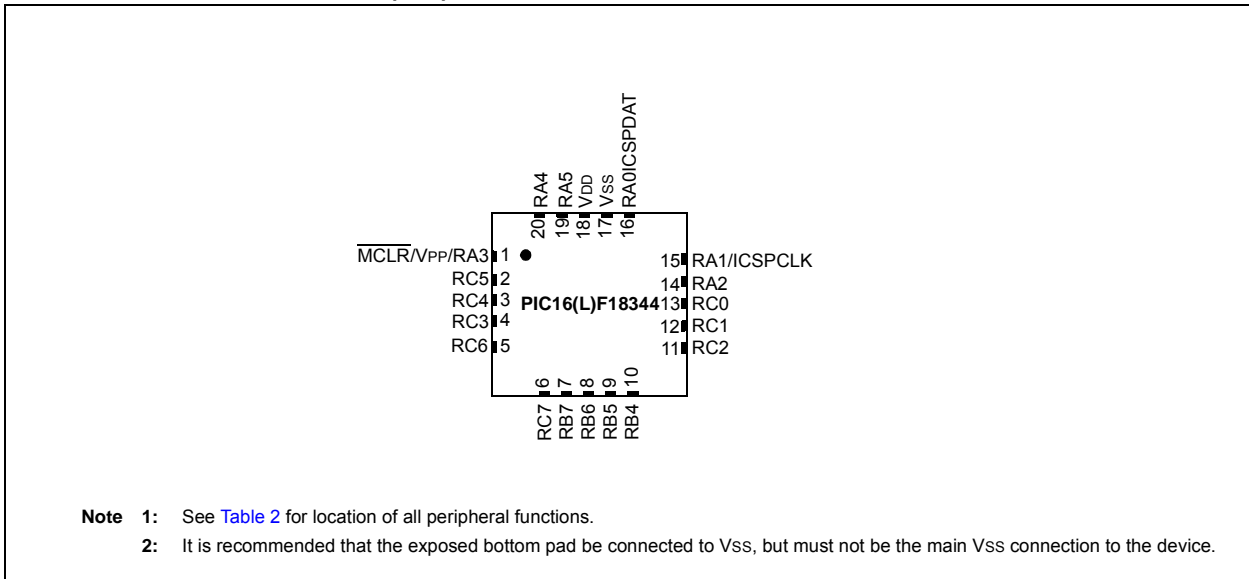 20 RA4
19 RA5
18 VDD
17 VSS
16 RA0ICSPDAT
MCLR/VPP/RA3 1
RC5 2
RC4 3
RC3 4
RC6 5
PIC16(L)F18344
15 RA1/ICSPCLK
14 RA2
13 RC0
12 RC1
11 RC2
RC7 6
RB7 7
RB6 8
RB5 9
RB4 10
Note 1: See Table 2 for location of all peripheral functions.
2: It is recommended that the exposed bottom pad be connected to VSS, but must not be the main VSS connection to the device.